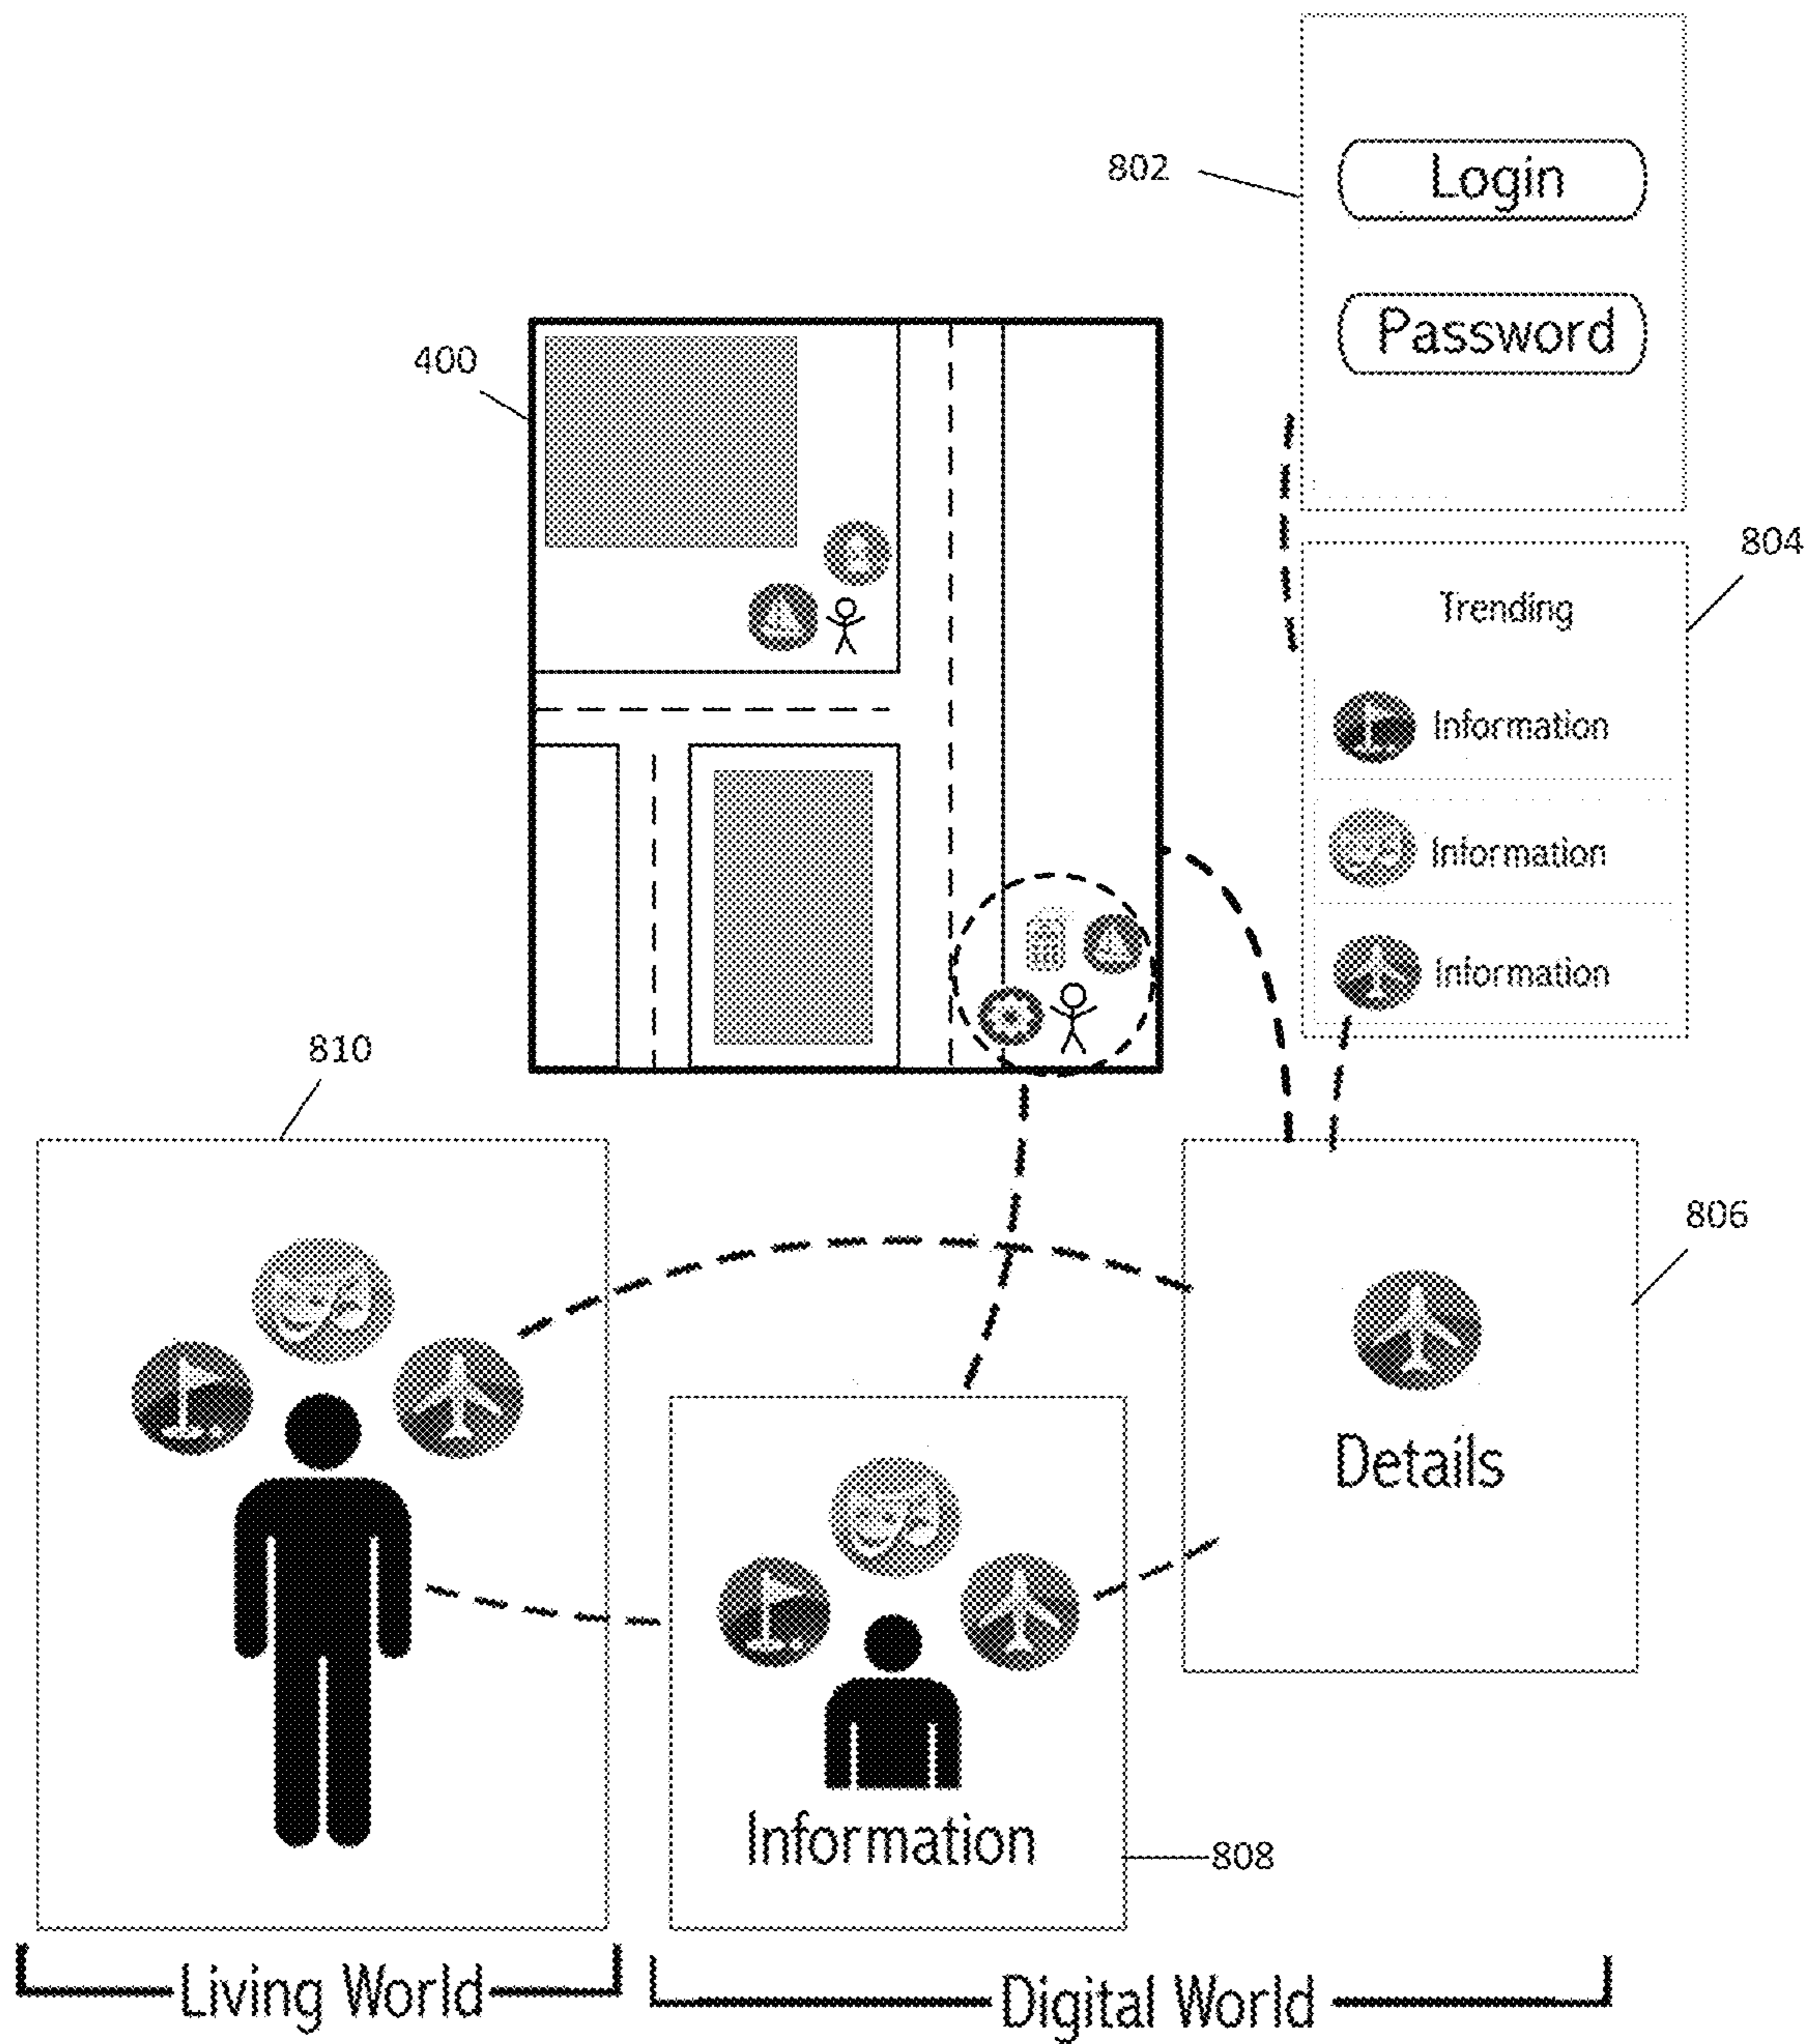 802
Login
Password
400
804
Trending
Information
Information
Information
810
806
Details
Information
808
Living World
Digital World